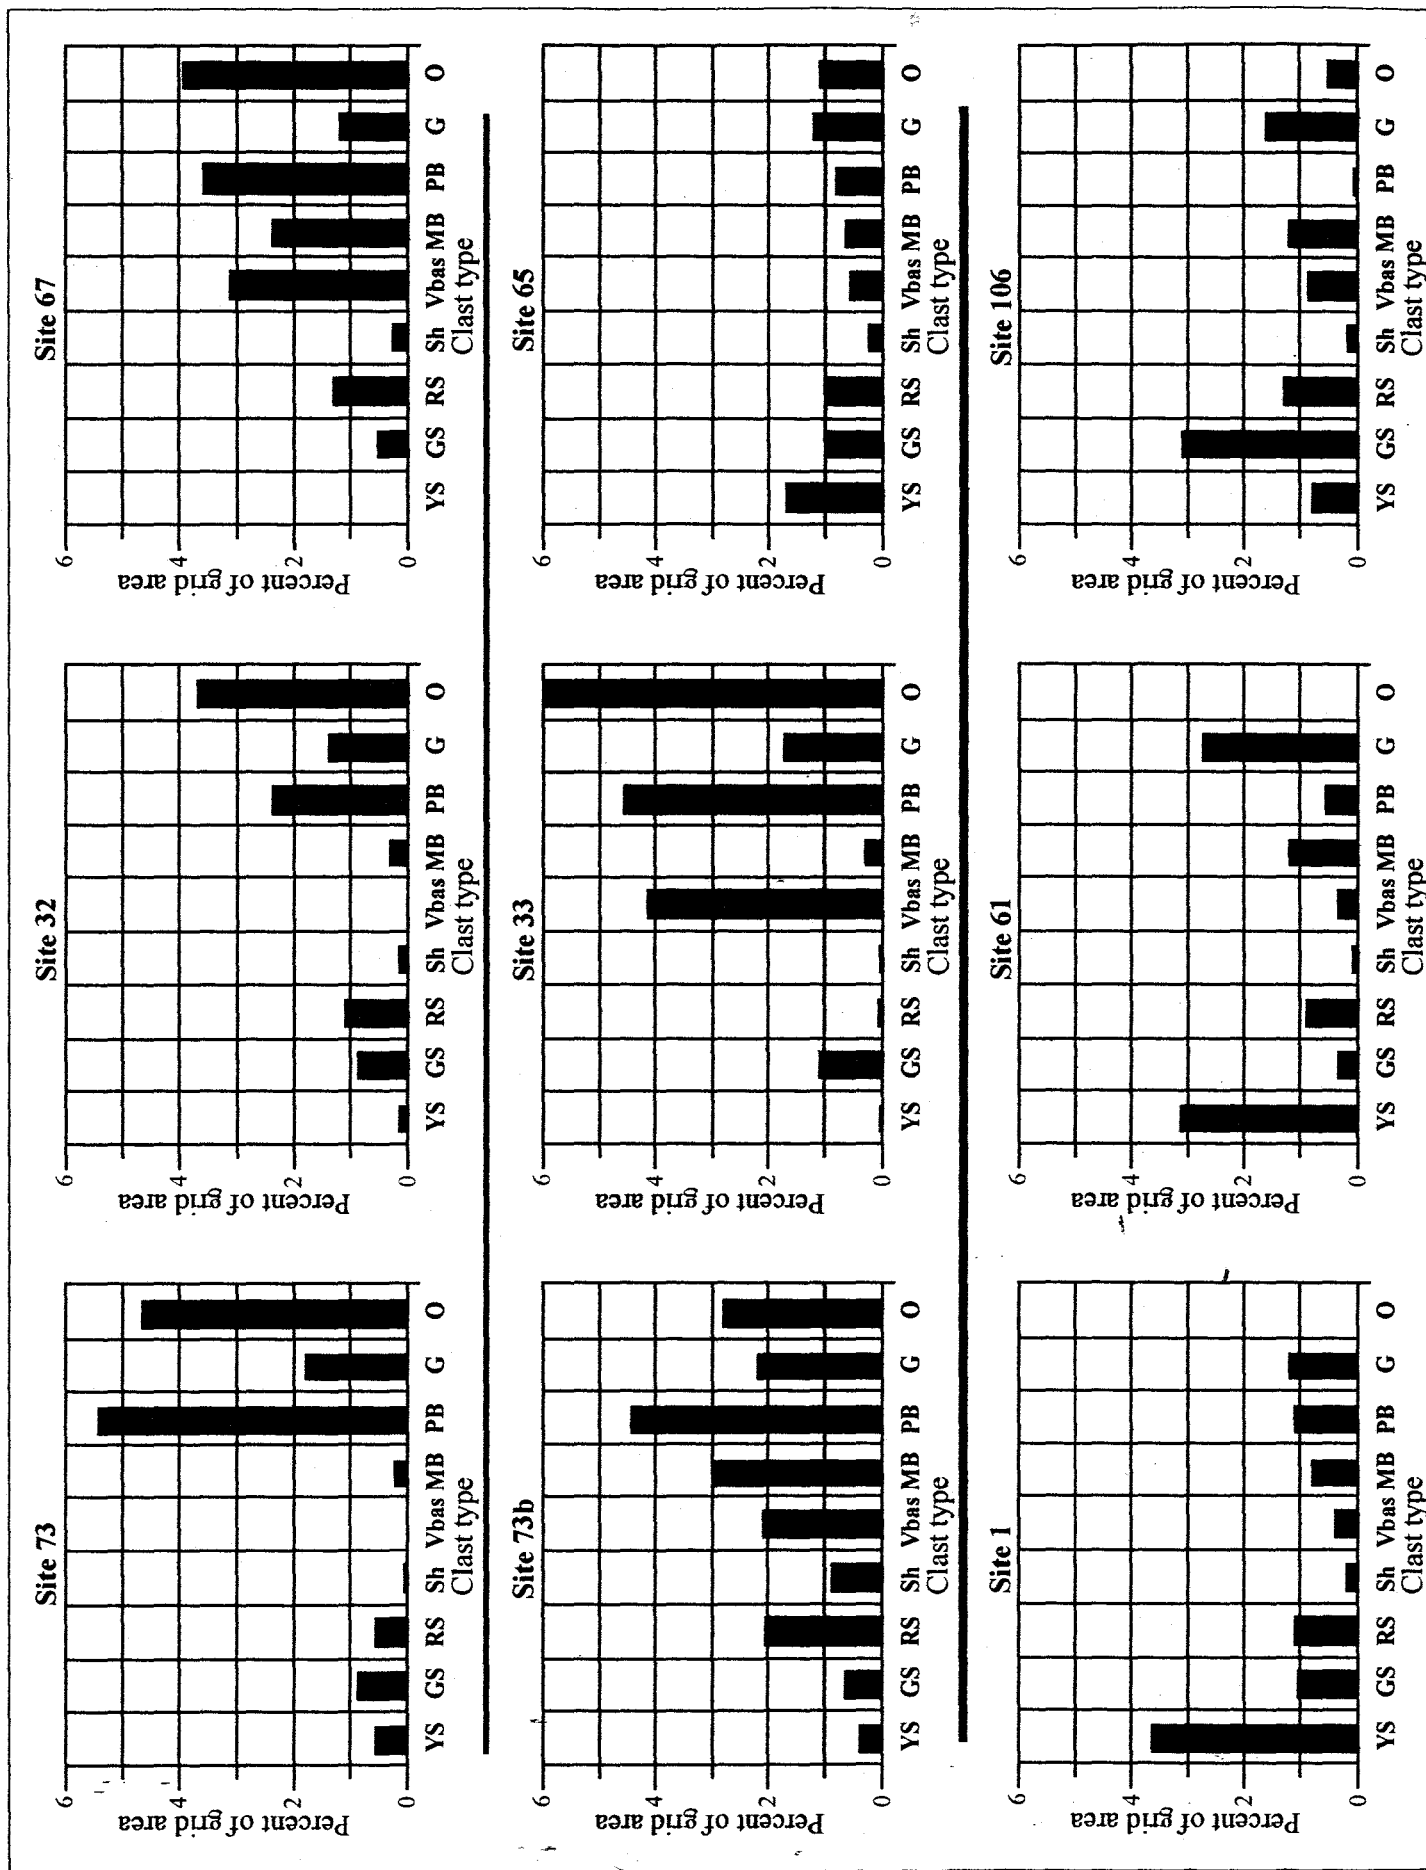 Site 73
Percent of grid area
6
4
2
0
YS GS RS Sh Vbas MB PB G O
Clast type
Site 32
Percent of grid area
6
4
2
0
YS GS RS Sh Vbas MB PB G O
Clast type
Site 67
Percent of grid area
6
4
2
0
YS GS RS Sh Vbas MB PB G O
Clast type
Site 73b
Percent of grid area
6
4
2
0
YS GS RS Sh Vbas MB PB G O
Clast type
Site 33
Percent of grid area
6
4
2
0
YS GS RS Sh Vbas MB PB G O
Clast type
Site 65
Percent of grid area
6
4
2
0
YS GS RS Sh Vbas MB PB G O
Clast type
Site 1
Percent of grid area
6
4
2
0
YS GS RS Sh Vbas MB PB G O
Clast type
Site 61
Percent of grid area
6
4
2
0
YS GS RS Sh Vbas MB PB G O
Clast type
Site 106
Percent of grid area
6
4
2
0
YS GS RS Sh Vbas MB PB G O
Clast type